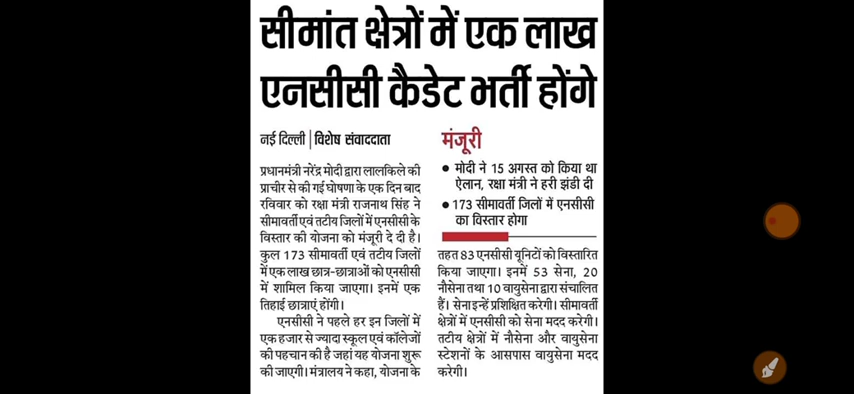 सीमांत क्षेत्रों में एक लाख
एनसीसी कैडेट भर्ती होंगे
नई दिल्ली | विशेष संवाददाता
प्रधानमंत्री नरेंद्र मोदी द्वारा लालकिले की
प्राचीर से की गई घोषणा के एक दिन बाद
रविवार को रक्षा मंत्री राजनाथ सिंह ने
सीमावर्ती एवं तटीय जिलों में एनसीसी के
विस्तार की योजना को मंजूरी दे दी है।
कुल 173 सीमावर्ती एवं तटीय जिलों
में एक लाख छात्र-छात्राओं को एनसीसी
में शामिल किया जाएगा। इनमें एक
तिहाई छात्राएं होंगी।
एनसीसी ने पहले हर इन जिलों में
एक हजार से ज्यादा स्कूल एवं कॉलेजों
की पहचान की है जहां यह योजना शुरू
की जाएगी। मंत्रालय ने कहा, योजना के
मंजूरी
• मोदी ने 15 अगस्त को किया था
ऐलान, रक्षा मंत्री ने हरी झंडी दी
• 173 सीमावर्ती जिलों में एनसीसी
का विस्तार होगा
तहत 83 एनसीसी यूनिटों को विस्तारित
किया जाएगा। इनमें 53 सेना, 20
नौसेना तथा 10 वायुसेना द्वारा संचालित
हैं। सेना इन्हें प्रशिक्षित करेगी। सीमावर्ती
क्षेत्रों में एनसीसी को सेना मदद करेगी।
तटीय क्षेत्रों में नौसेना और वायुसेना
स्टेशनों के आसपास वायुसेना मदद
करेगी।